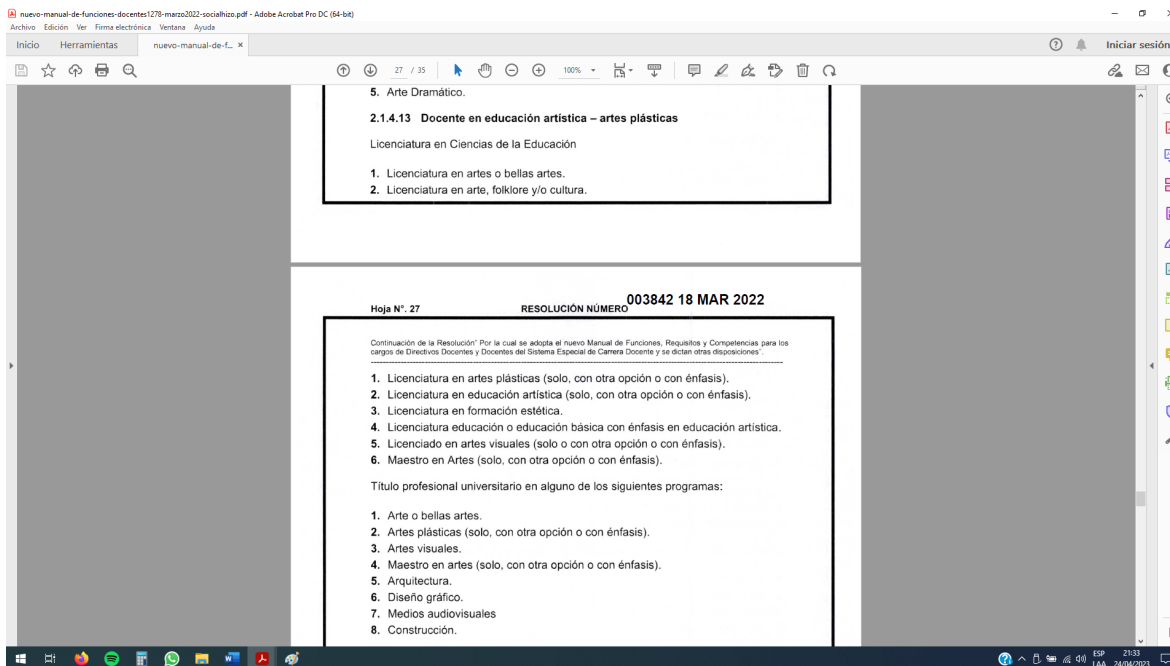 nuevo-manual-de-funciones-docentes1278-marzo2022-socialhizo.pdf - Adobe Acrobat Pro DC (64-bit)
Archivo Edición Ver Firma electrónica Ventana Ayuda
Inicio Herramientas nuevo-manual-de-f... × Iniciar sesión
27 / 35 100%
5. Arte Dramático.
2.1.4.13 Docente en educación artística – artes plásticas
Licenciatura en Ciencias de la Educación
1. Licenciatura en artes o bellas artes.
2. Licenciatura en arte, folklore y/o cultura.
003842 18 MAR 2022
Hoja N°. 27 RESOLUCIÓN NÚMERO
Continuación de la Resolución" Por la cual se adopta el nuevo Manual de Funciones, Requisitos y Competencias para los
cargos de Directivos Docentes y Docentes del Sistema Especial de Carrera Docente y se dictan otras disposiciones".
1. Licenciatura en artes plásticas (solo, con otra opción o con énfasis).
2. Licenciatura en educación artística (solo, con otra opción o con énfasis).
3. Licenciatura en formación estética.
4. Licenciatura educación o educación básica con énfasis en educación artística.
5. Licenciado en artes visuales (solo o con otra opción o con énfasis).
6. Maestro en Artes (solo, con otra opción o con énfasis).
Título profesional universitario en alguno de los siguientes programas:
1. Arte o bellas artes.
2. Artes plásticas (solo, con otra opción o con énfasis).
3. Artes visuales.
4. Maestro en artes (solo, con otra opción o con énfasis).
5. Arquitectura.
6. Diseño gráfico.
7. Medios audiovisuales
8. Construcción.
ESP 21:33
LAA 24/04/2023